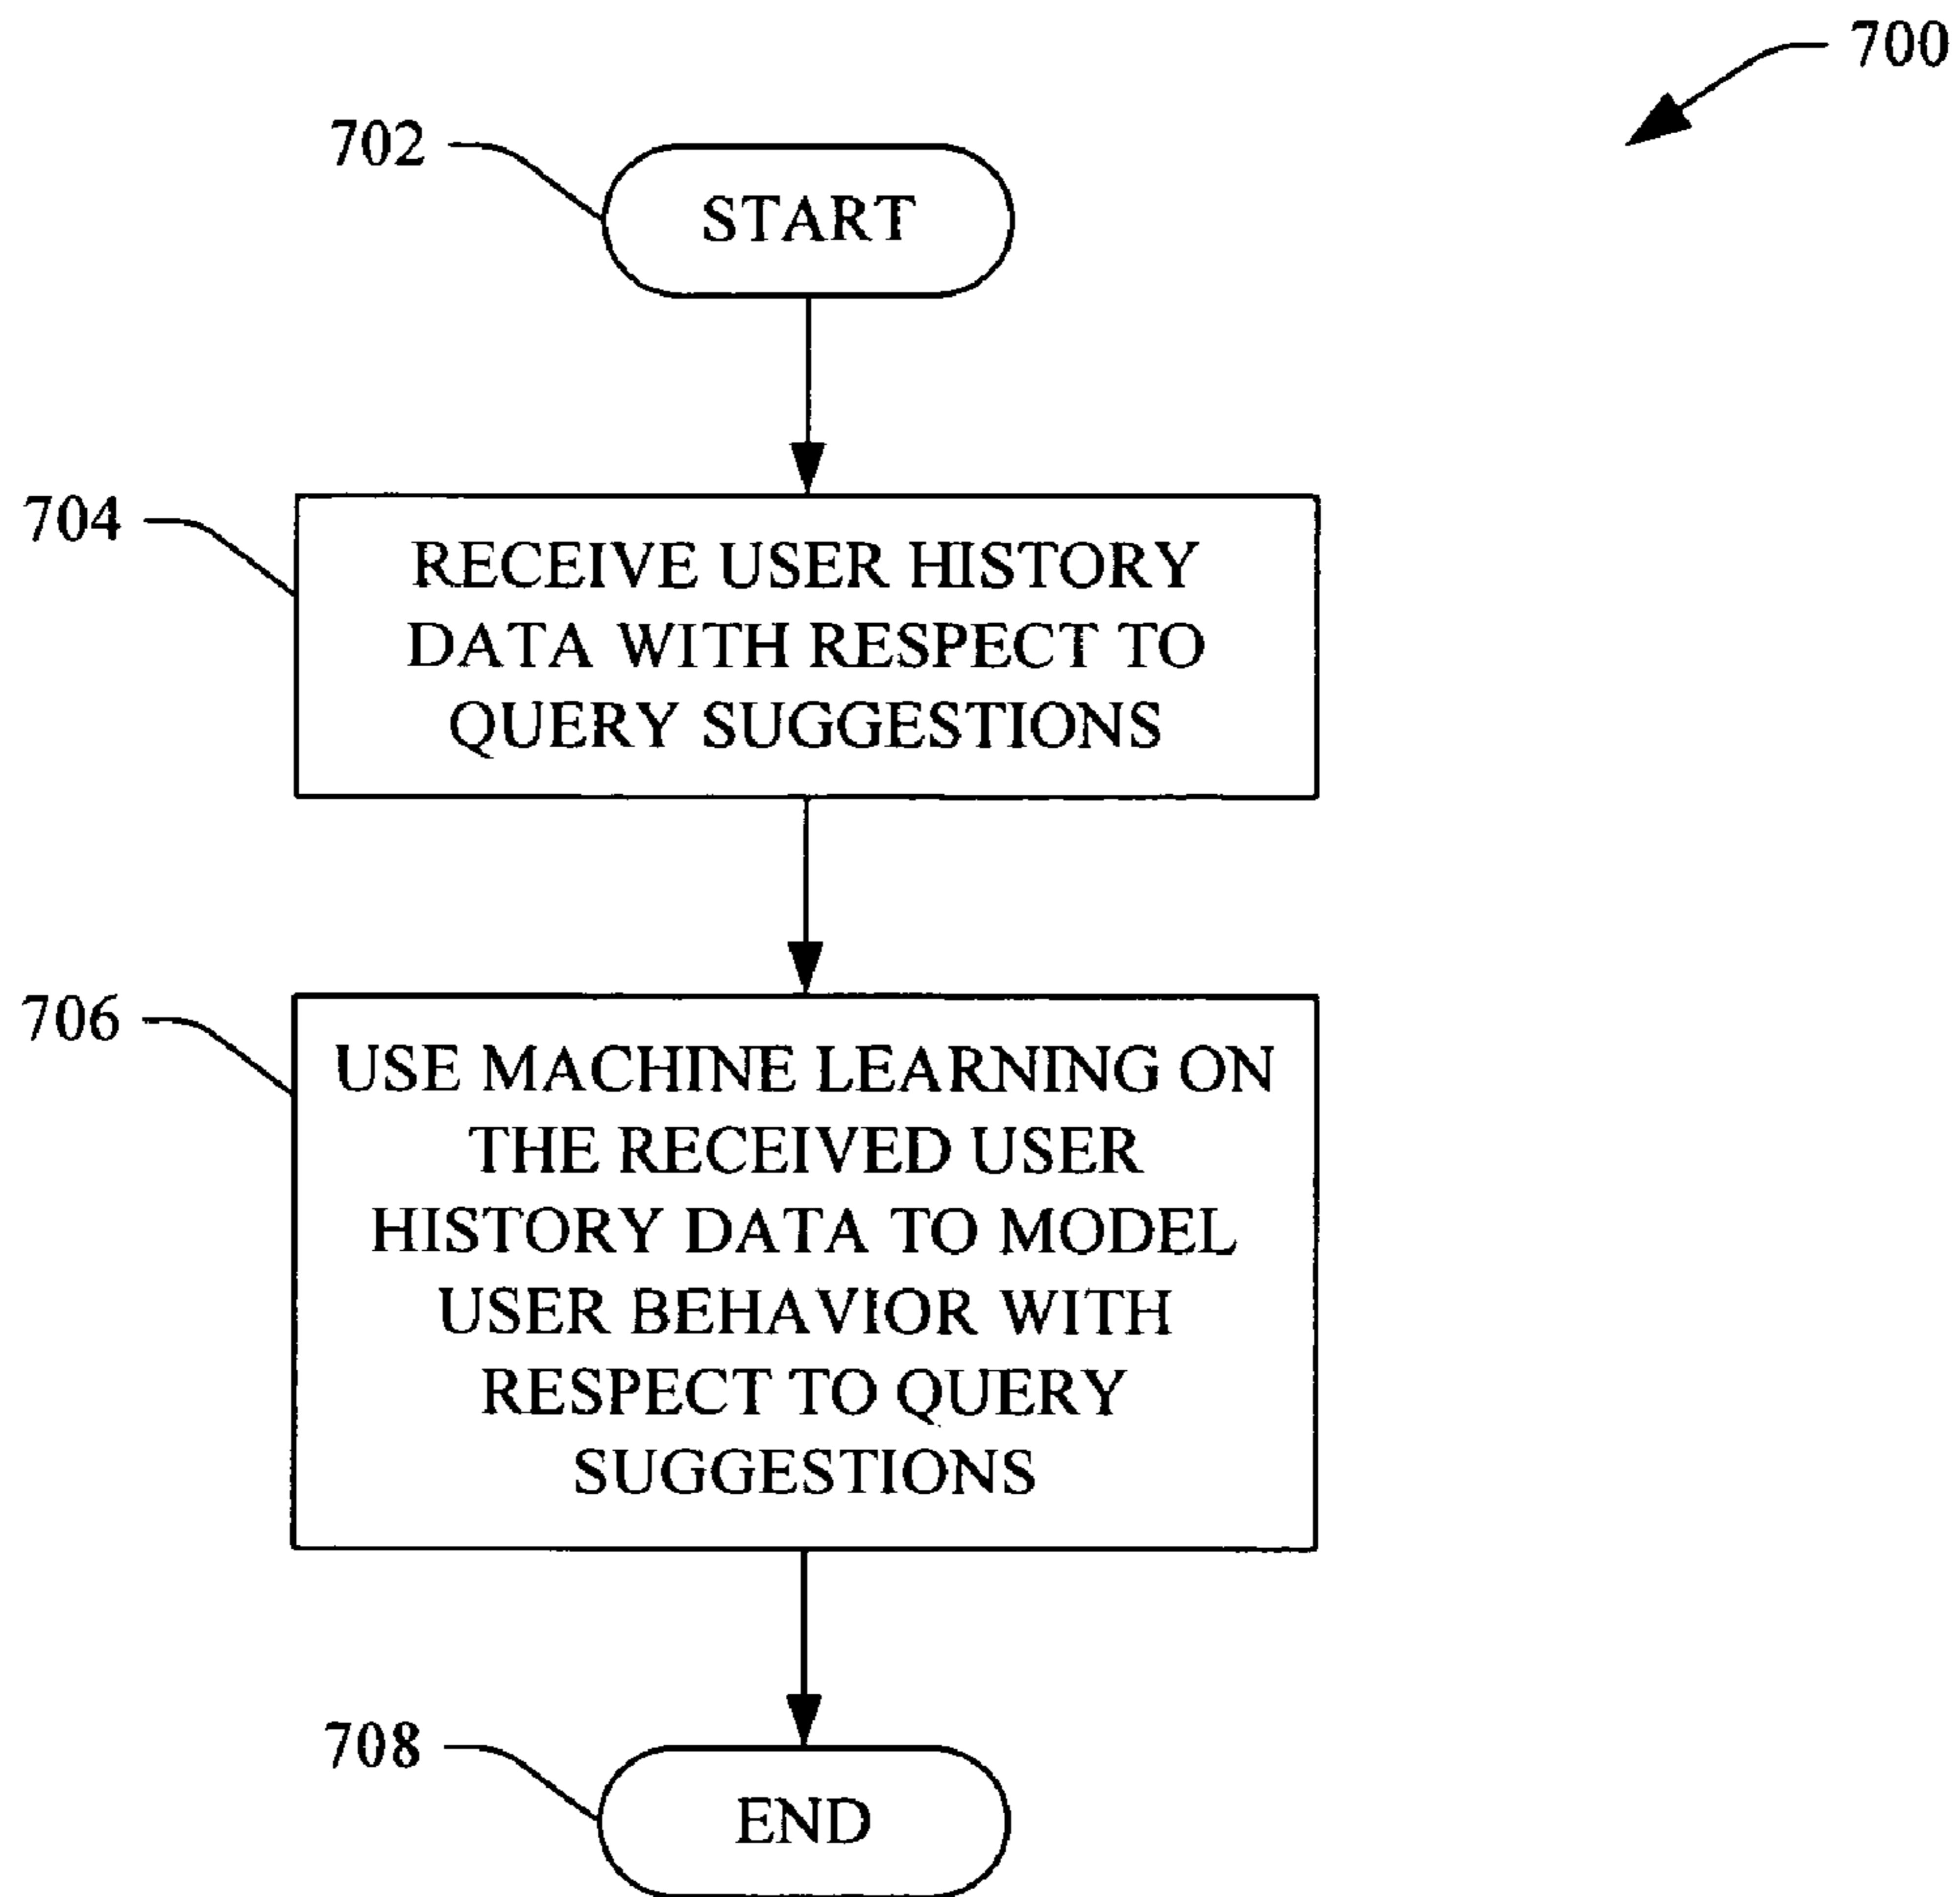 700
702
START
704
RECEIVE USER HISTORY
DATA WITH RESPECT TO
QUERY SUGGESTIONS
706
USE MACHINE LEARNING ON
THE RECEIVED USER
HISTORY DATA TO MODEL
USER BEHAVIOR WITH
RESPECT TO QUERY
SUGGESTIONS
708
END